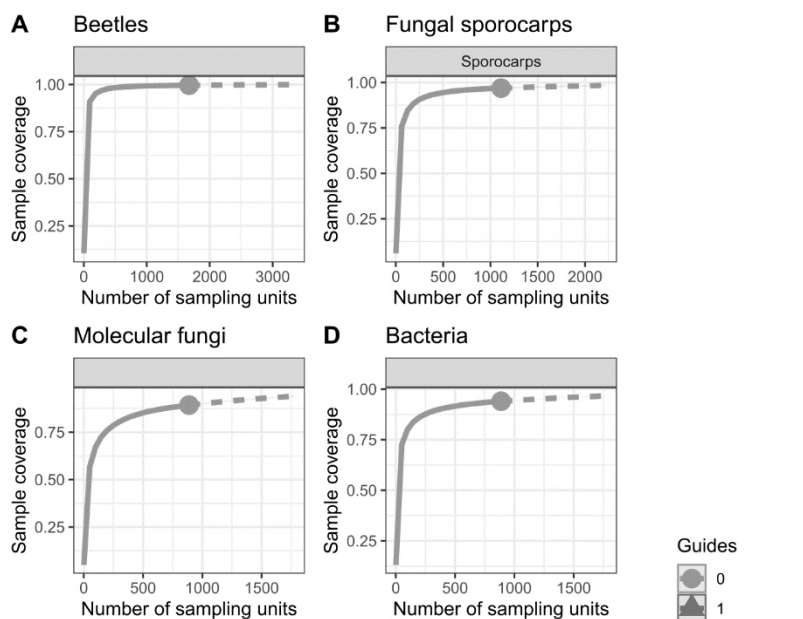 A Beetles
1.00
0.75
0.50
0.25
Sample coverage
0 1000 2000 3000
Number of sampling units
B Fungal sporocarps
Sporocarps
1.00
0.75
0.50
0.25
Sample coverage
0 500 1000 1500 2000
Number of sampling units
C Molecular fungi
0.75
0.50
0.25
Sample coverage
0 500 1000 1500
Number of sampling units
D Bacteria
1.00
0.75
0.50
0.25
Sample coverage
0 500 1000 1500
Number of sampling units
Guides
0
1